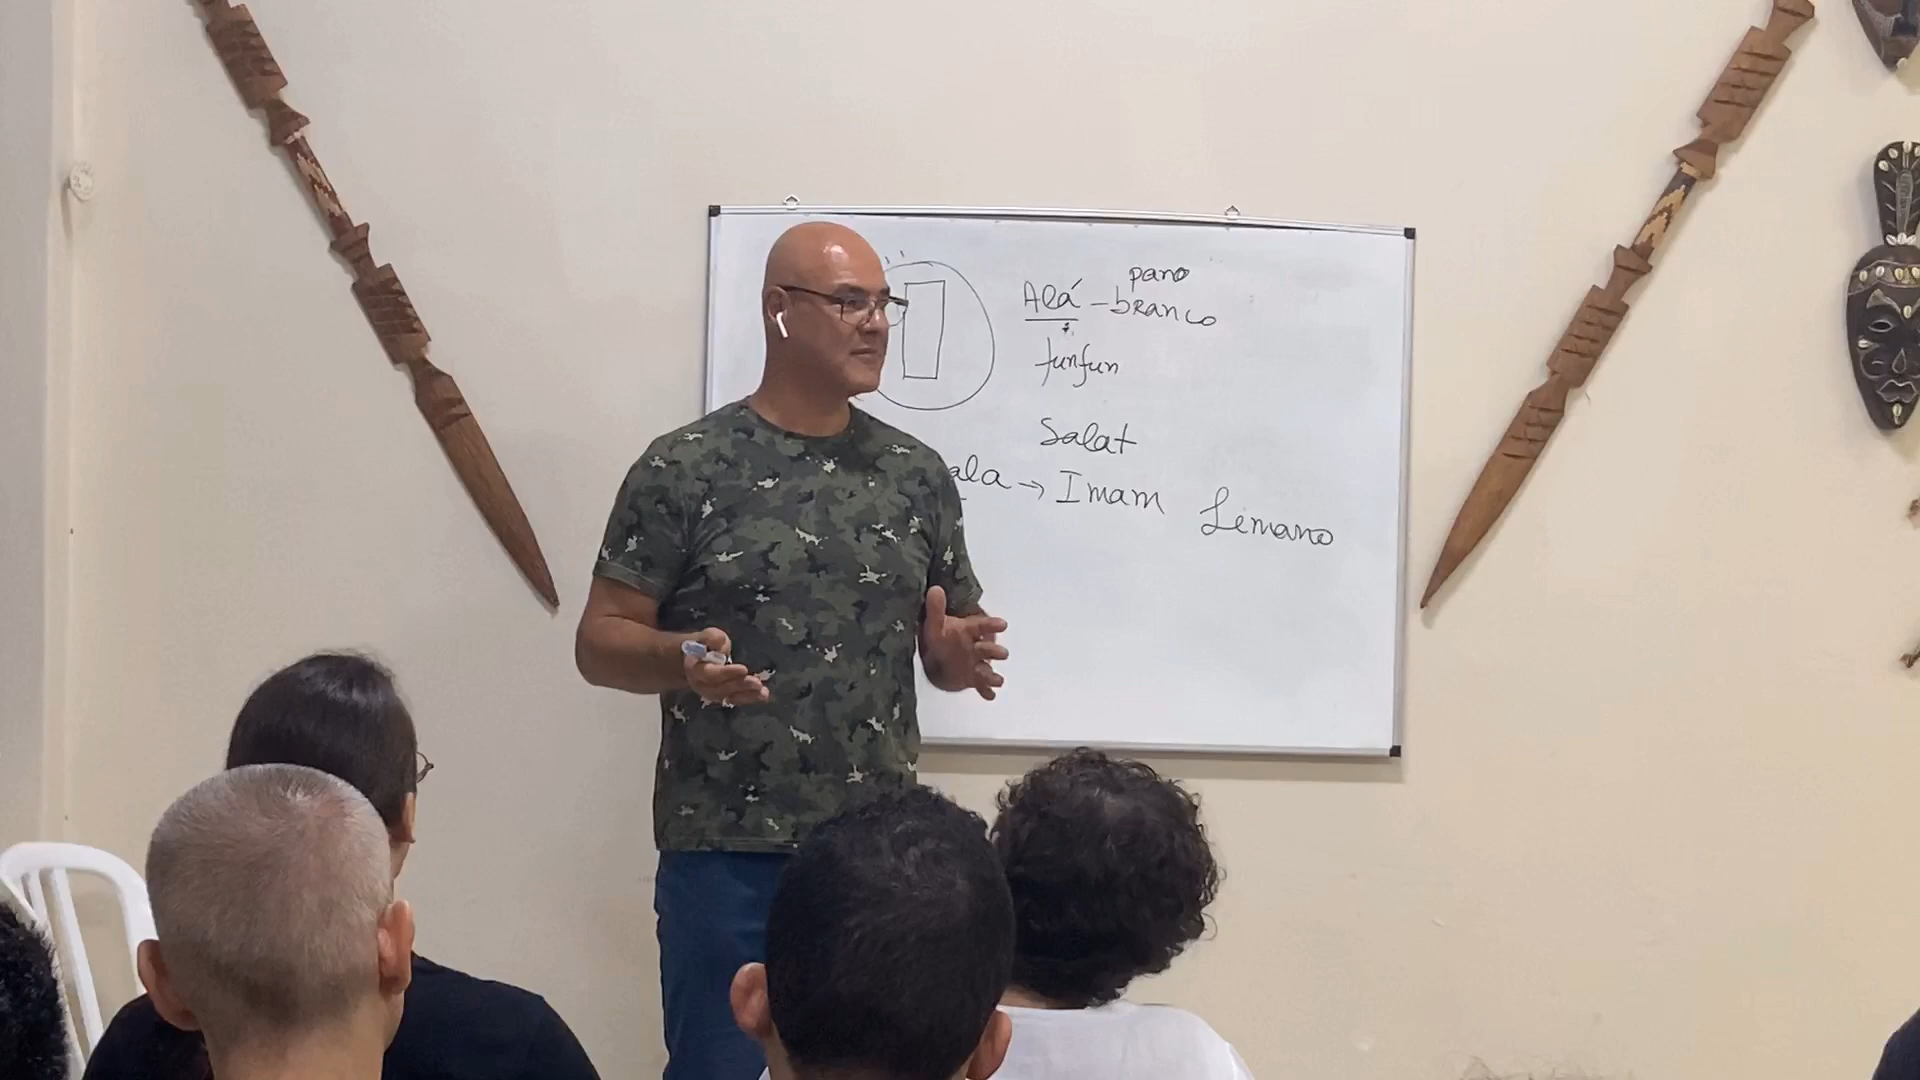 pano
Alá - branco
funfun
Salat
ala → Imam Lemano